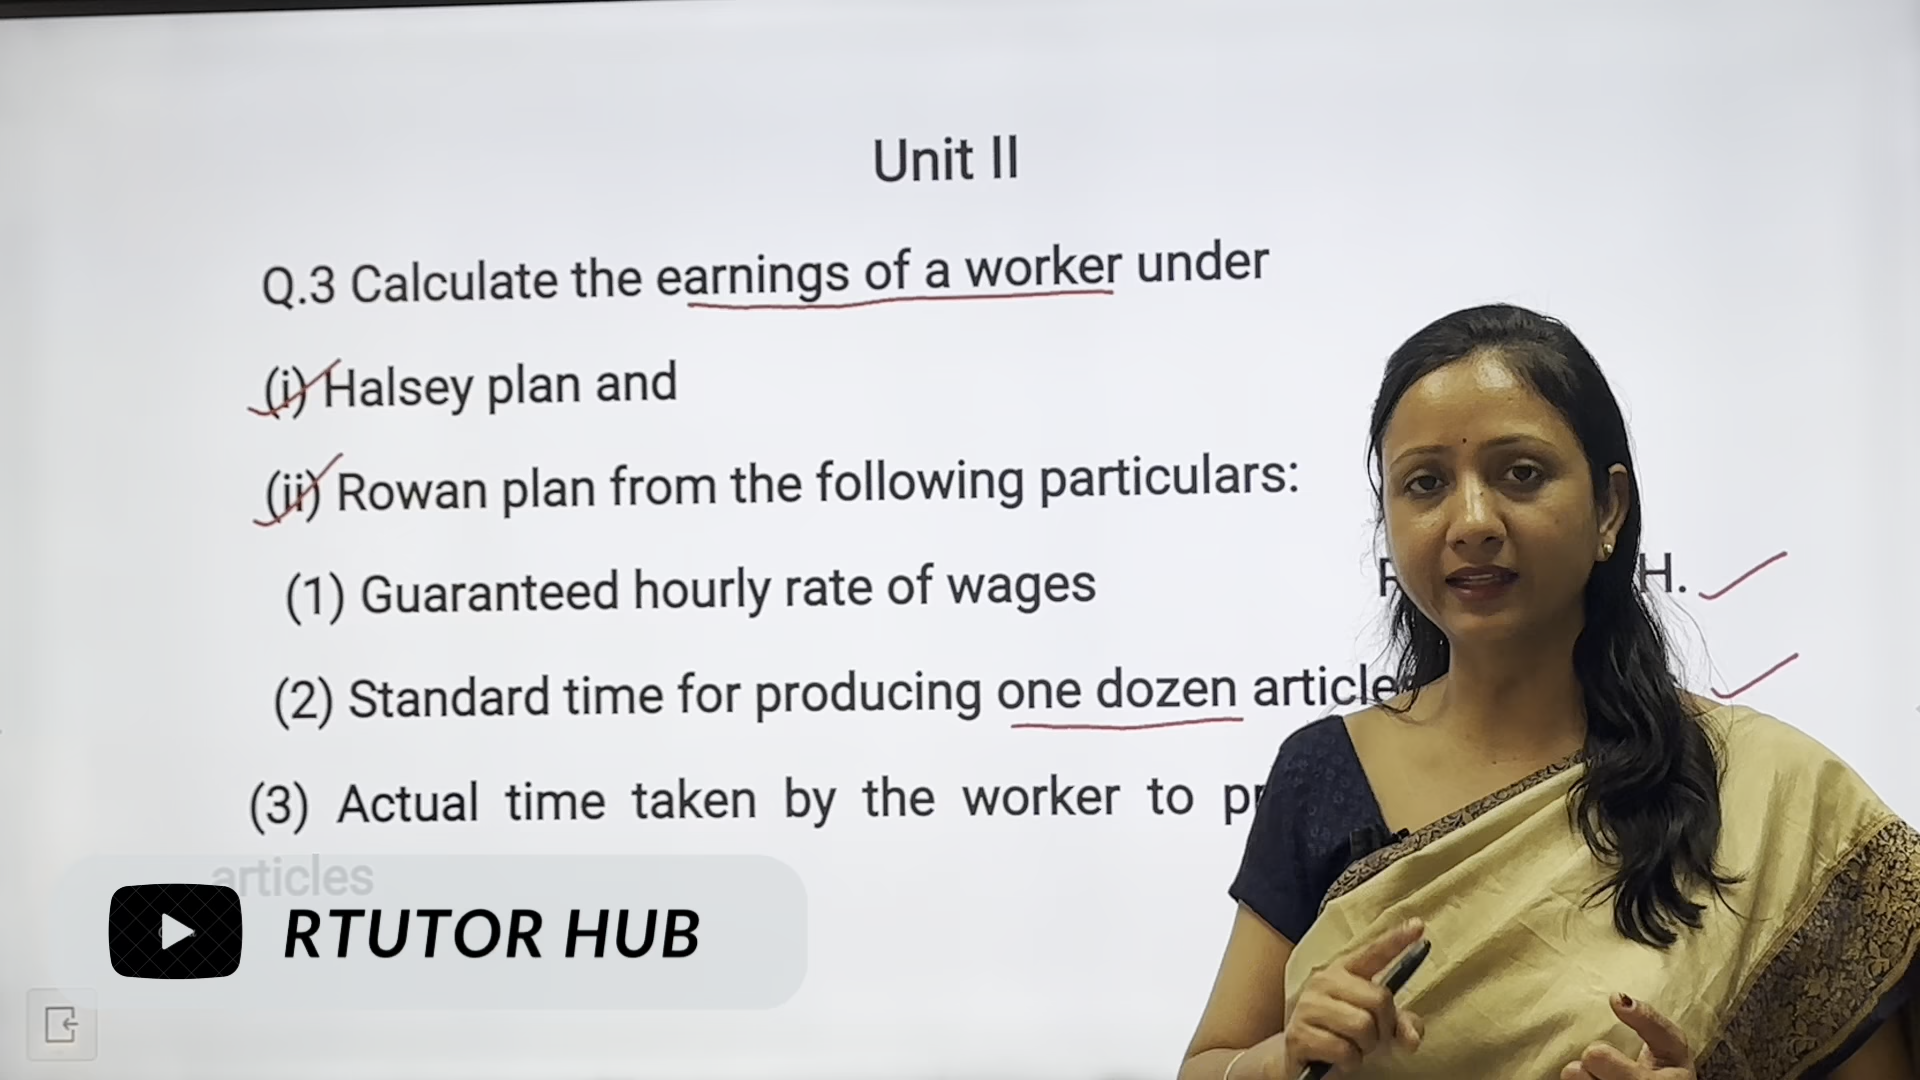 Unit II
Q.3 Calculate the earnings of a worker under
(i) Halsey plan and
(ii) Rowan plan from the following particulars:
(1) Guaranteed hourly rate of wages H.
(2) Standard time for producing one dozen
(3) Actual time taken by the worker to
articles
RTUTOR HUB